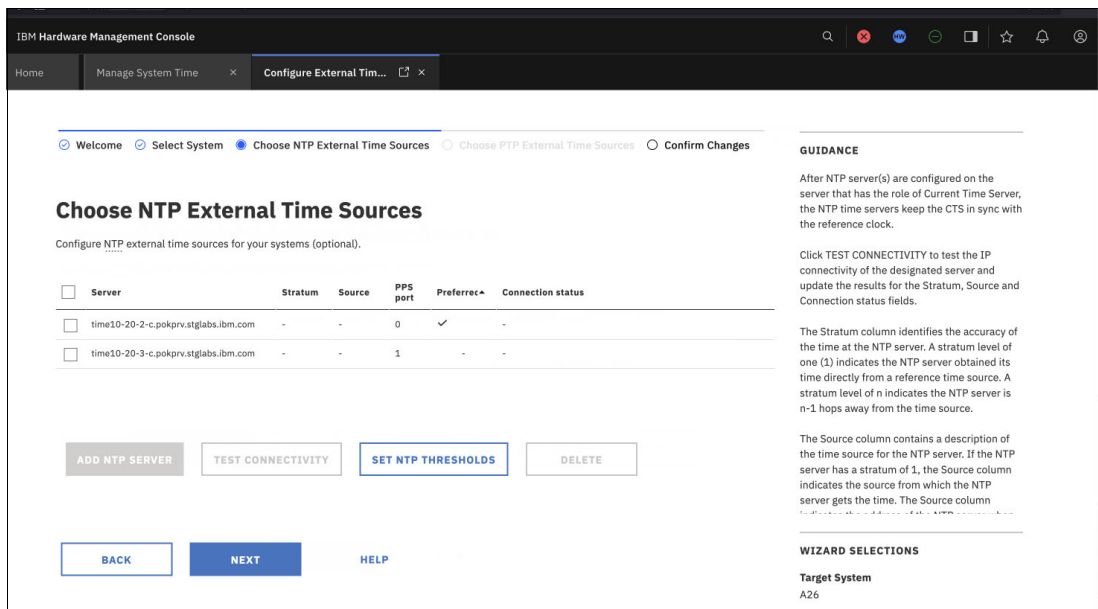 IBM Hardware Management Console
HW
Home
Manage System Time
Configure External Tim...
Welcome
Select System
Choose NTP External Time Sources
Choose PTP External Time Sources
Confirm Changes
Choose NTP External Time Sources
Configure NTP external time sources for your systems (optional).
Server Stratum Source PPS port Preferrec Connection status
time10-20-2-c.pokprv.stglabs.ibm.com - - 0 -
time10-20-3-c.pokprv.stglabs.ibm.com - - 1 - -
ADD NTP SERVER
TEST CONNECTIVITY
SET NTP THRESHOLDS
DELETE
BACK
NEXT
HELP
GUIDANCE
After NTP server(s) are configured on the
server that has the role of Current Time Server,
the NTP time servers keep the CTS in sync with
the reference clock.
Click TEST CONNECTIVITY to test the IP
connectivity of the designated server and
update the results for the Stratum, Source and
Connection status fields.
The Stratum column identifies the accuracy of
the time at the NTP server. A stratum level of
one (1) indicates the NTP server obtained its
time directly from a reference time source. A
stratum level of n indicates the NTP server is
n-1 hops away from the time source.
The Source column contains a description of
the time source for the NTP server. If the NTP
server has a stratum of 1, the Source column
indicates the source from which the NTP
server gets the time. The Source column
WIZARD SELECTIONS
Target System
A26